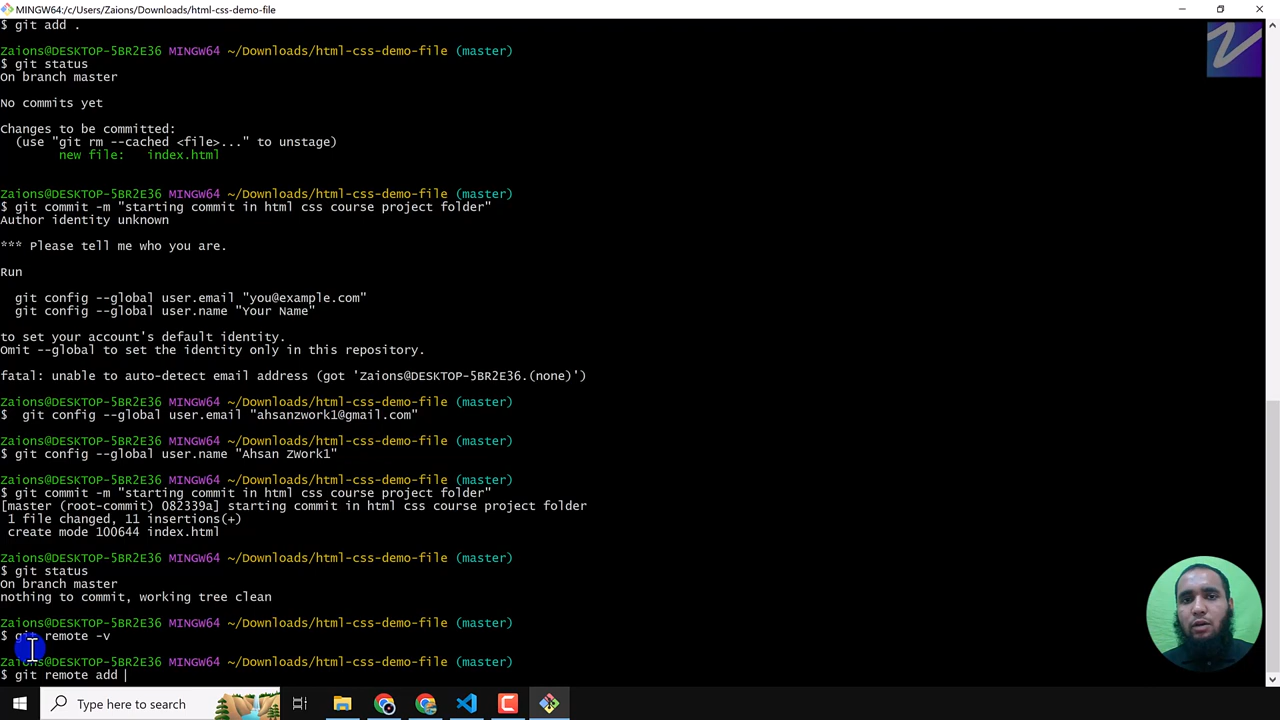 MINGW64:/c/Users/Zaions/Downloads/html-css-demo-file
$ git add .
Zaions@DESKTOP-5BR2E36 MINGW64 ~/Downloads/html-css-demo-file (master)
$ git status
On branch master
No commits yet
Changes to be committed:
  (use "git rm --cached <file>..." to unstage)
        new file:   index.html
Zaions@DESKTOP-5BR2E36 MINGW64 ~/Downloads/html-css-demo-file (master)
$ git commit -m "starting commit in html css course project folder"
Author identity unknown
*** Please tell me who you are.
Run
  git config --global user.email "you@example.com"
  git config --global user.name "Your Name"
to set your account's default identity.
Omit --global to set the identity only in this repository.
fatal: unable to auto-detect email address (got 'Zaions@DESKTOP-5BR2E36.(none)')
Zaions@DESKTOP-5BR2E36 MINGW64 ~/Downloads/html-css-demo-file (master)
$  git config --global user.email "ahsanzwork1@gmail.com"
Zaions@DESKTOP-5BR2E36 MINGW64 ~/Downloads/html-css-demo-file (master)
$ git config --global user.name "Ahsan ZWork1"
Zaions@DESKTOP-5BR2E36 MINGW64 ~/Downloads/html-css-demo-file (master)
$ git commit -m "starting commit in html css course project folder"
[master (root-commit) 082339a] starting commit in html css course project folder
 1 file changed, 11 insertions(+)
 create mode 100644 index.html
Zaions@DESKTOP-5BR2E36 MINGW64 ~/Downloads/html-css-demo-file (master)
$ git status
On branch master
nothing to commit, working tree clean
Zaions@DESKTOP-5BR2E36 MINGW64 ~/Downloads/html-css-demo-file (master)
$ git remote -v
Zaions@DESKTOP-5BR2E36 MINGW64 ~/Downloads/html-css-demo-file (master)
$ git remote add
Type here to search